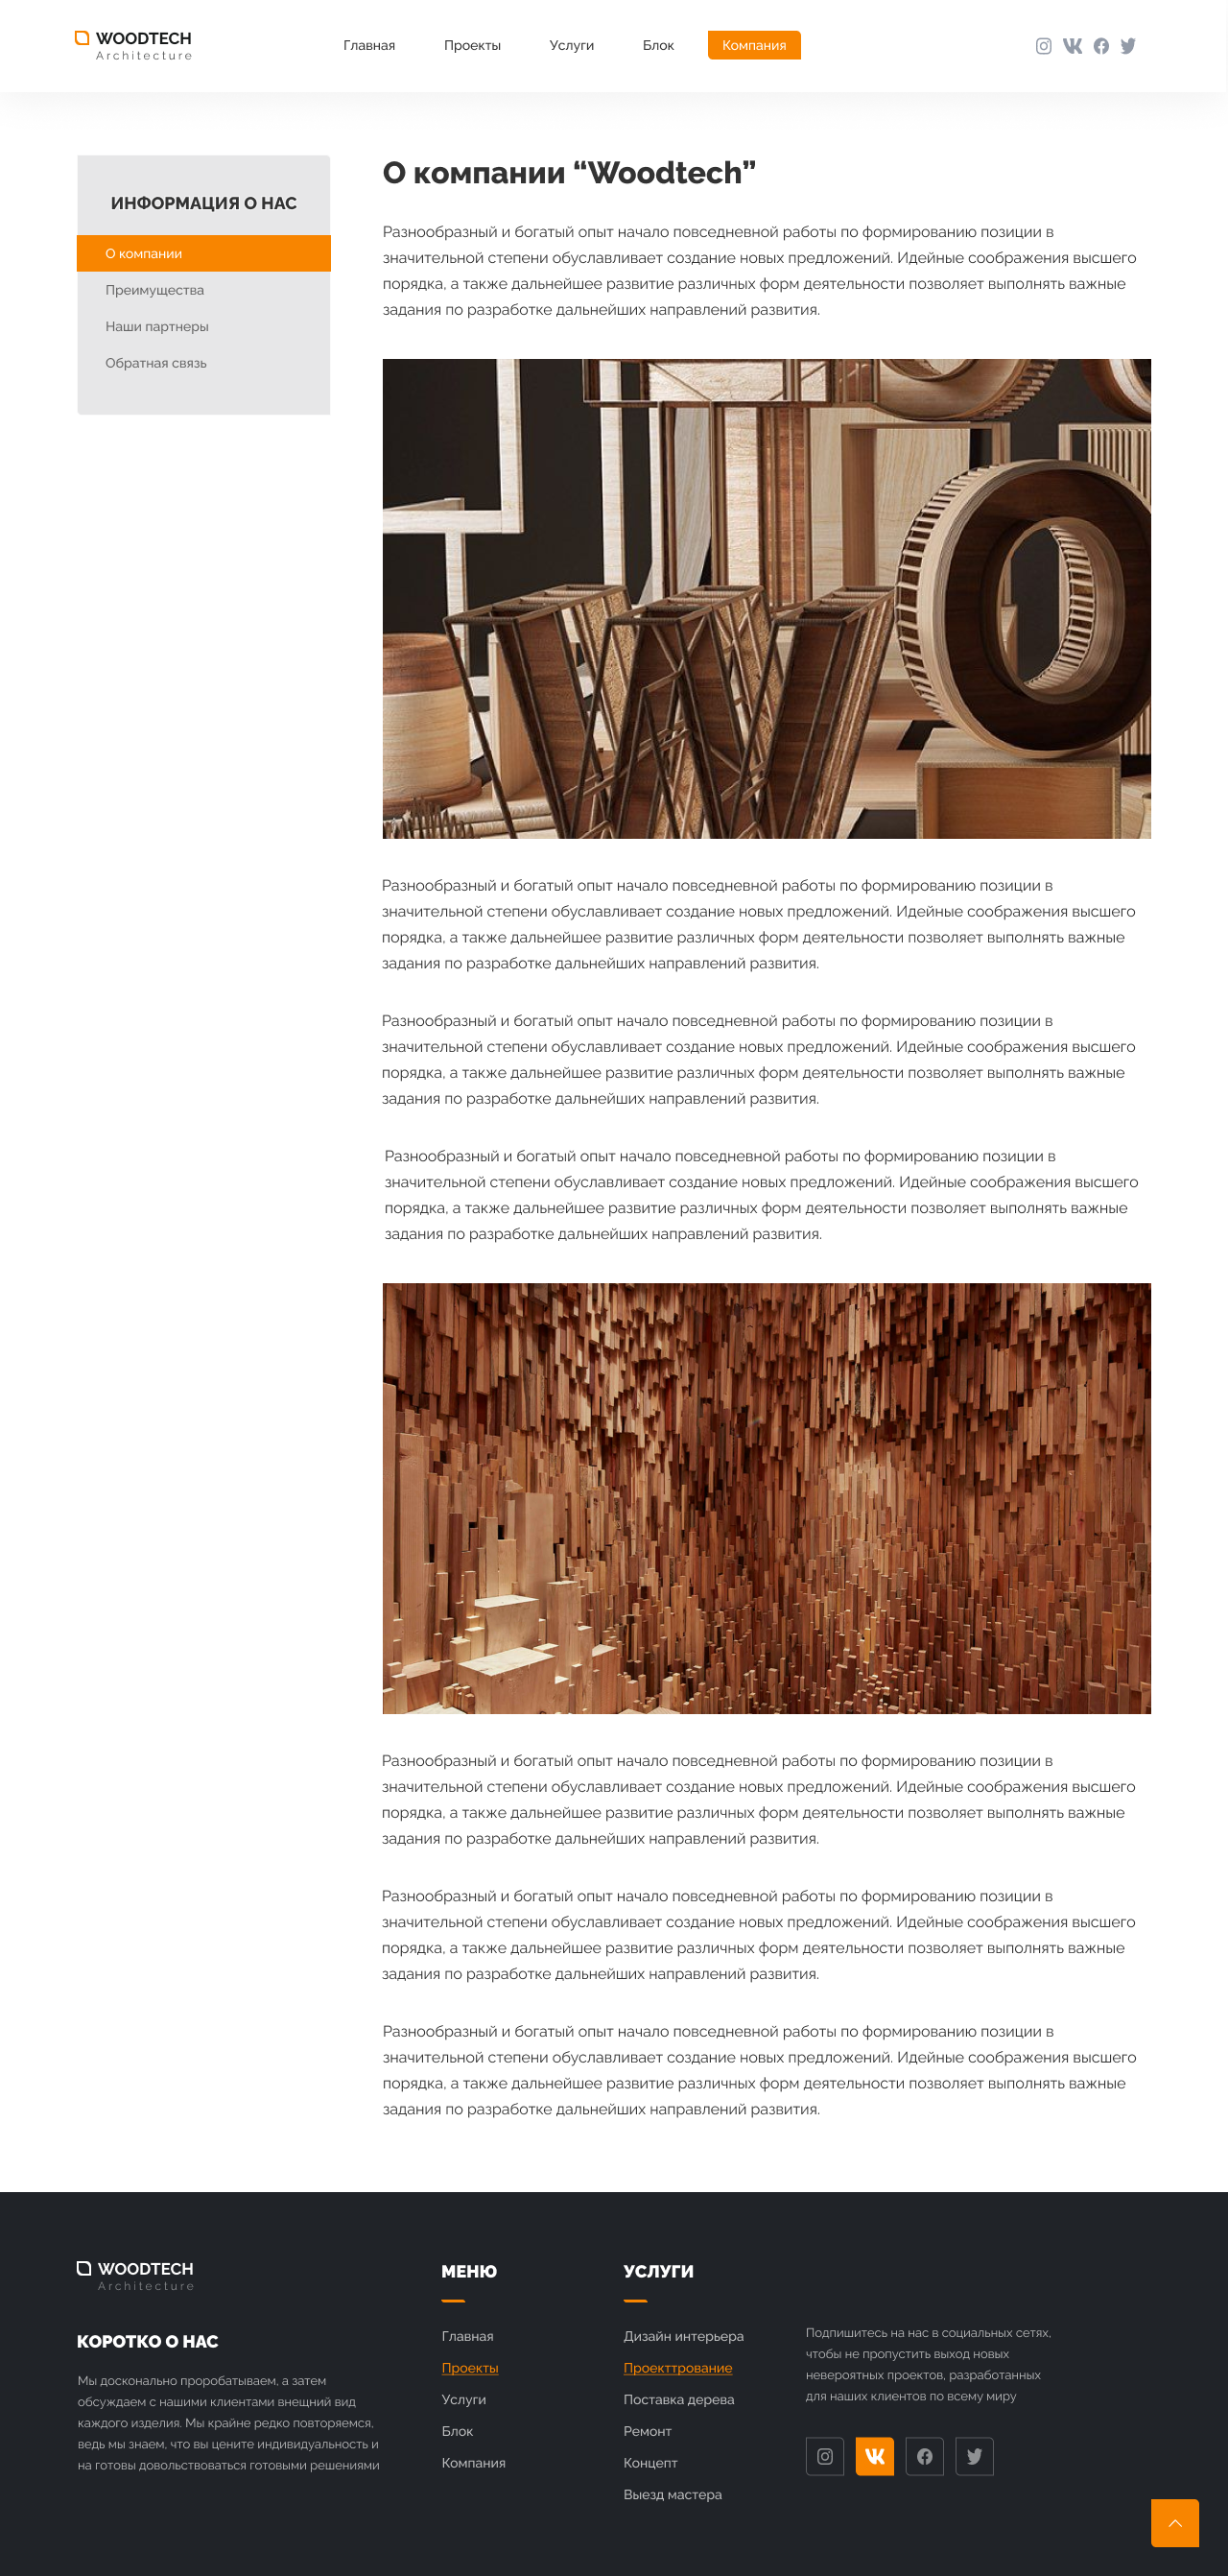 WOODTECH
Architecture
Главная
Проекты
Услуги
Блок
Компания
ИНФОРМАЦИЯ О НАС
О компании
Преимущества
Наши партнеры
Обратная связь
О компании “Woodtech”
Разнообразный и богатый опыт начало повседневной работы по формированию позиции в
значительной степени обуславливает создание новых предложений. Идейные соображения высшего
порядка, а также дальнейшее развитие различных форм деятельности позволяет выполнять важные
задания по разработке дальнейших направлений развития.
Разнообразный и богатый опыт начало повседневной работы по формированию позиции в
значительной степени обуславливает создание новых предложений. Идейные соображения высшего
порядка, а также дальнейшее развитие различных форм деятельности позволяет выполнять важные
задания по разработке дальнейших направлений развития.
Разнообразный и богатый опыт начало повседневной работы по формированию позиции в
значительной степени обуславливает создание новых предложений. Идейные соображения высшего
порядка, а также дальнейшее развитие различных форм деятельности позволяет выполнять важные
задания по разработке дальнейших направлений развития.
Разнообразный и богатый опыт начало повседневной работы по формированию позиции в
значительной степени обуславливает создание новых предложений. Идейные соображения высшего
порядка, а также дальнейшее развитие различных форм деятельности позволяет выполнять важные
задания по разработке дальнейших направлений развития.
Разнообразный и богатый опыт начало повседневной работы по формированию позиции в
значительной степени обуславливает создание новых предложений. Идейные соображения высшего
порядка, а также дальнейшее развитие различных форм деятельности позволяет выполнять важные
задания по разработке дальнейших направлений развития.
Разнообразный и богатый опыт начало повседневной работы по формированию позиции в
значительной степени обуславливает создание новых предложений. Идейные соображения высшего
порядка, а также дальнейшее развитие различных форм деятельности позволяет выполнять важные
задания по разработке дальнейших направлений развития.
Разнообразный и богатый опыт начало повседневной работы по формированию позиции в
значительной степени обуславливает создание новых предложений. Идейные соображения высшего
порядка, а также дальнейшее развитие различных форм деятельности позволяет выполнять важные
задания по разработке дальнейших направлений развития.
WOODTECH
Architecture
КОРОТКО О НАС
Мы досконально проробатываем, а затем
обсуждаем с нашими клиентами внещний вид
каждого изделия. Мы крайне редко повторяемся,
ведь мы знаем, что вы цените индивидуальность и
на готовы довольствоваться готовыми решениями
МЕНЮ
Главная
Проекты
Услуги
Блок
Компания
УСЛУГИ
Дизайн интерьера
Проекттрование
Поставка дерева
Ремонт
Концепт
Выезд мастера
Подпишитесь на нас в социальных сетях,
чтобы не пропустить выход новых
невероятных проектов, разработанных
для наших клиентов по всему миру